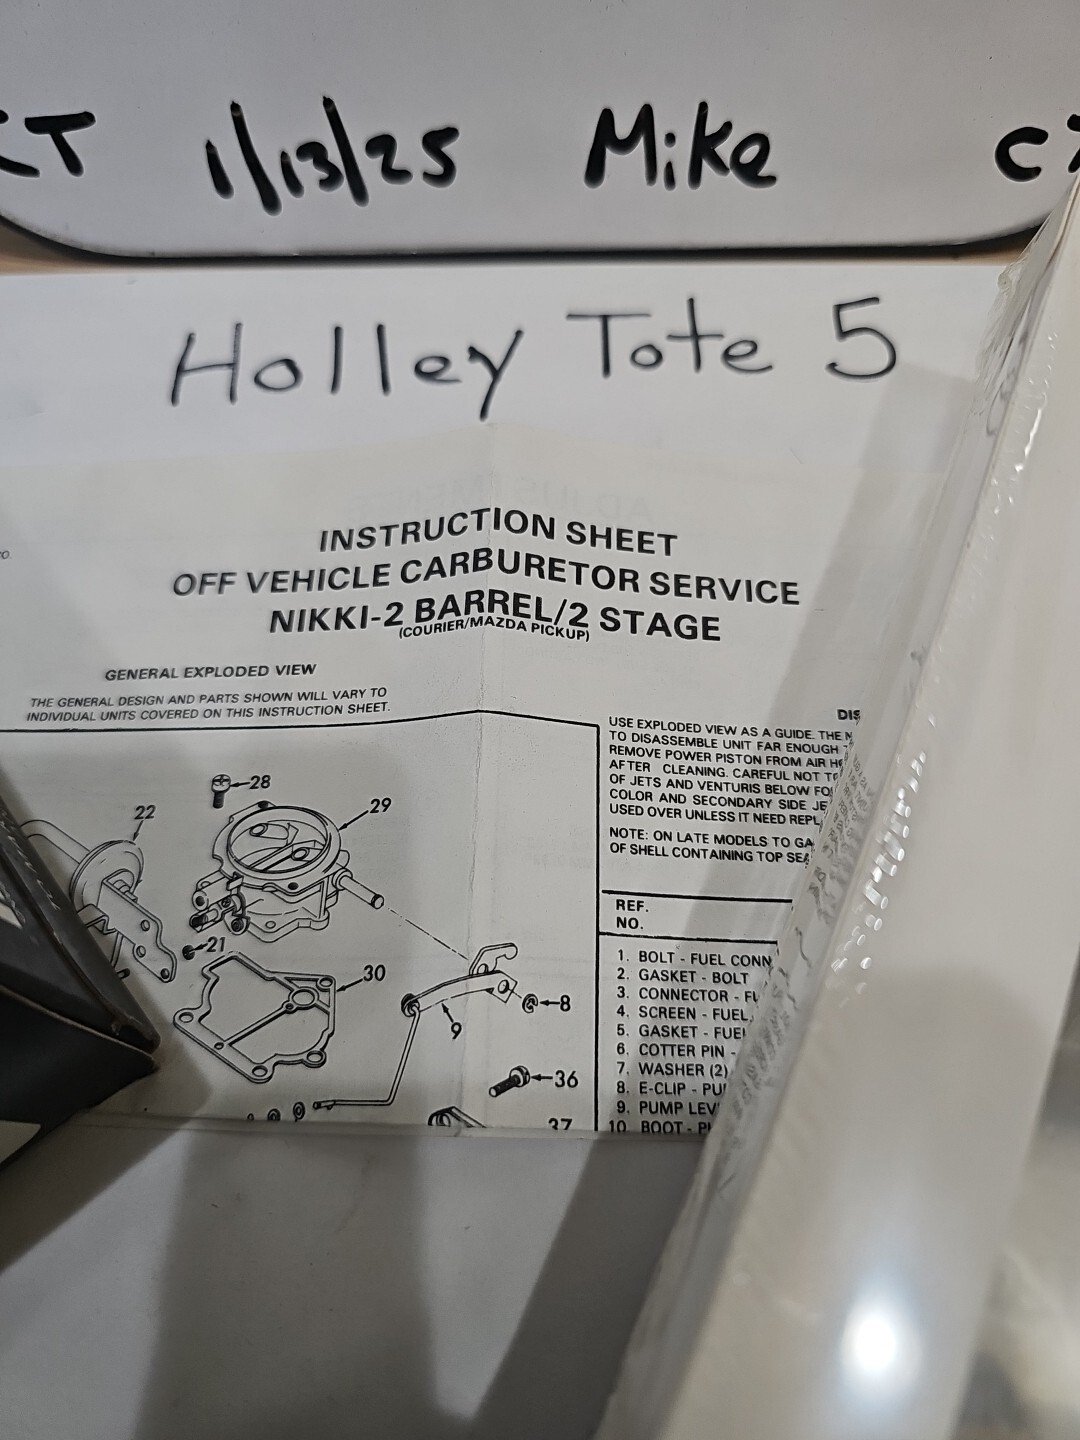 CT 1/13/25 Mike
Holley Tote 5
CO.
INSTRUCTION SHEET
OFF VEHICLE CARBURETOR SERVICE
NIKKI-2 BARREL/2 STAGE
(COURIER/MAZDA PICKUP)
GENERAL EXPLODED VIEW
THE GENERAL DESIGN AND PARTS SHOWN WILL VARY TO
INDIVIDUAL UNITS COVERED ON THIS INSTRUCTION SHEET.
28
29
22
21
30
8
9
36
37
DIS
USE EXPLODED VIEW AS A GUIDE. THE
TO DISASSEMBLE UNIT FAR ENOUGH
REMOVE POWER PISTON FROM AIR
AFTER CLEANING. CAREFUL NOT
OF JETS AND VENTURIS BELOW
COLOR AND SECONDARY SIDE
USED OVER UNLESS IT NEED
NOTE: ON LATE MODELS TO
OF SHELL CONTAINING TOP
REF.
NO.
1. BOLT - FUEL CONN
2. GASKET - BOLT
3. CONNECTOR -
4. SCREEN - FUEL
5. GASKET - FUEL
6. COTTER PIN -
7. WASHER (2)
8. E-CLIP -
9. PUMP
10. BOOT -